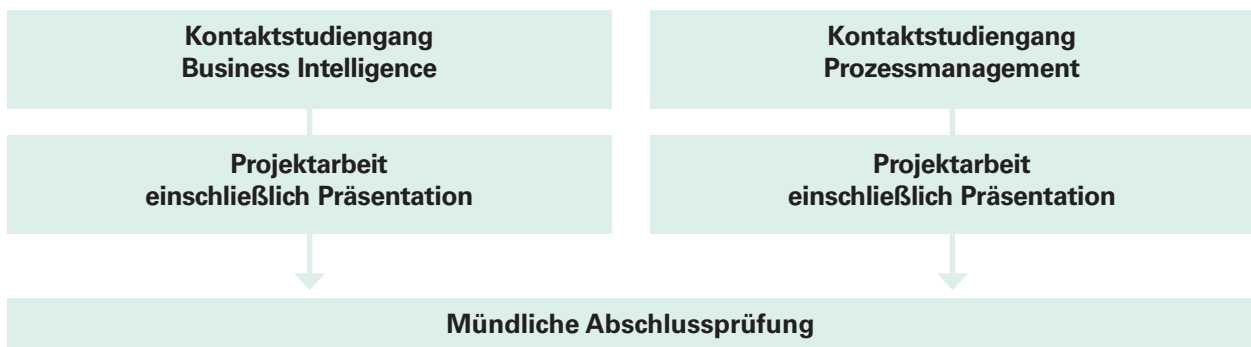 Kontaktstudiengang
Business Intelligence
Projektarbeit
einschließlich Präsentation
Kontaktstudiengang
Prozessmanagement
Projektarbeit
einschließlich Präsentation
Mündliche Abschlussprüfung